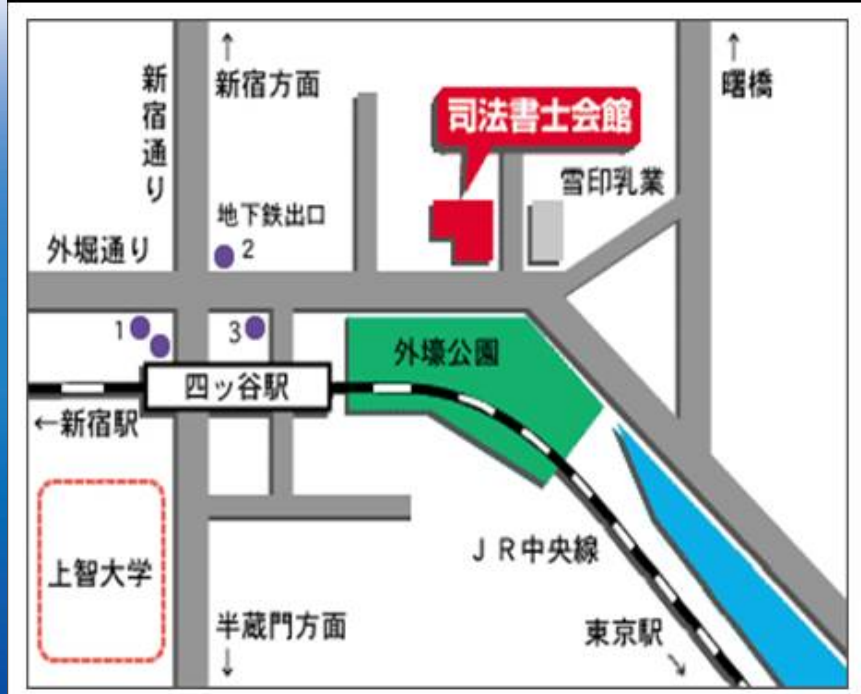 ↑
新宿方面
↑
曙橋
新宿通り
司法書士会館
雪印乳業
地下鉄出口
2
外堀通り
1
3
外壕公園
四ッ谷駅
←新宿駅
JR中央線
上智大学
半蔵門方面
↓
東京駅
↘